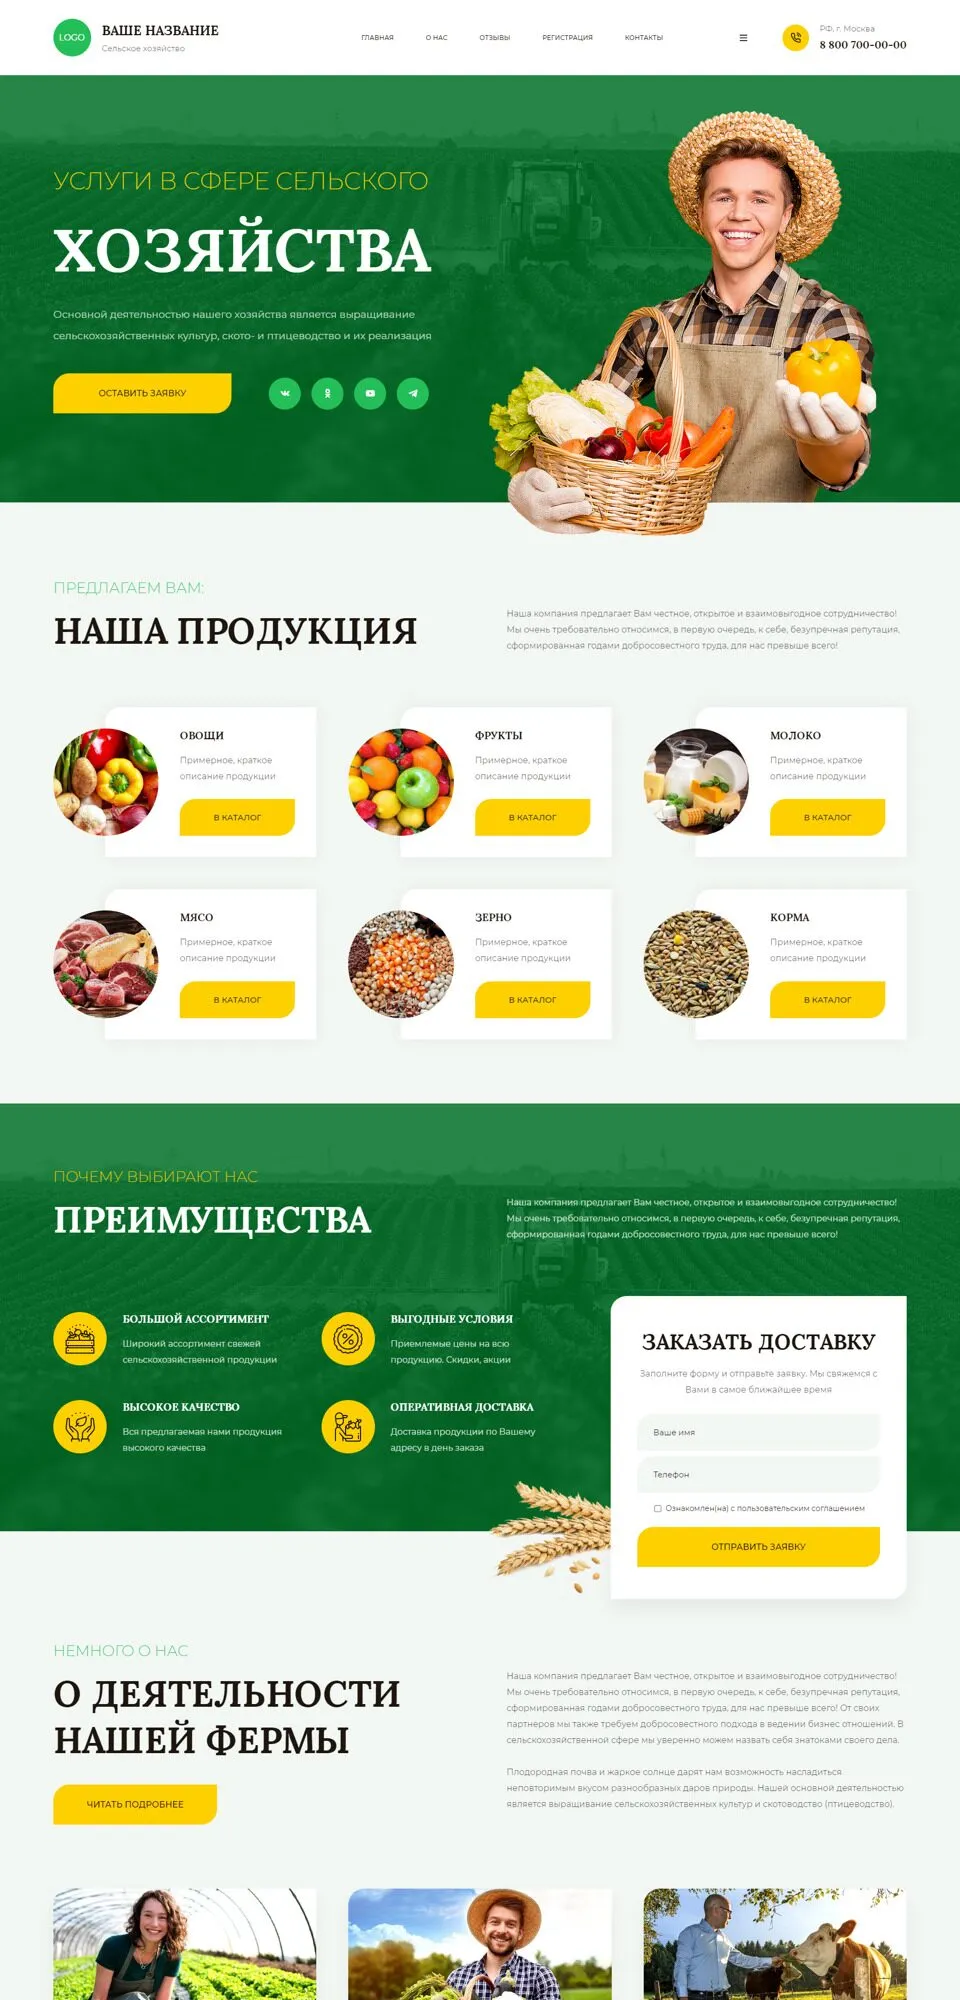 LOGO
ВАШЕ НАЗВАНИЕ
Сельское хозяйство
ГЛАВНАЯ
О НАС
ОТЗЫВЫ
РЕГИСТРАЦИЯ
КОНТАКТЫ
РФ, г. Москва
8 800 700-00-00
УСЛУГИ В СФЕРЕ СЕЛЬСКОГО
ХОЗЯЙСТВА
Основной деятельностью нашего хозяйства является выращивание
сельскохозяйственных культур, ското- и птицеводство и их реализация
ОСТАВИТЬ ЗАЯВКУ
ПРЕДЛАГАЕМ ВАМ:
НАША ПРОДУКЦИЯ
Наша компания предлагает Вам честное, открытое и взаимовыгодное сотрудничество!
Мы очень требовательно относимся, в первую очередь, к себе, безупречная репутация,
сформированная годами добросовестного труда, для нас превыше всего!
ОВОЩИ
Примерное, краткое
описание продукции
В КАТАЛОГ
ФРУКТЫ
Примерное, краткое
описание продукции
В КАТАЛОГ
МОЛОКО
Примерное, краткое
описание продукции
В КАТАЛОГ
МЯСО
Примерное, краткое
описание продукции
В КАТАЛОГ
ЗЕРНО
Примерное, краткое
описание продукции
В КАТАЛОГ
КОРМА
Примерное, краткое
описание продукции
В КАТАЛОГ
ПОЧЕМУ ВЫБИРАЮТ НАС
ПРЕИМУЩЕСТВА
Наша компания предлагает Вам честное, открытое и взаимовыгодное сотрудничество!
Мы очень требовательно относимся, в первую очередь, к себе, безупречная репутация,
сформированная годами добросовестного труда, для нас превыше всего!
БОЛЬШОЙ АССОРТИМЕНТ
Широкий ассортимент свежей
сельскохозяйственной продукции
ВЫГОДНЫЕ УСЛОВИЯ
Приемлемые цены на всю
продукцию. Скидки, акции
ВЫСОКОЕ КАЧЕСТВО
Вся предлагаемая нами продукция
высокого качества
ОПЕРАТИВНАЯ ДОСТАВКА
Доставка продукции по Вашему
адресу в день заказа
ЗАКАЗАТЬ ДОСТАВКУ
Заполните форму и отправьте заявку. Мы свяжемся с
Вами в самое ближайшее время
Ваше имя
Телефон
Ознакомлен(на) с пользовательским соглашением
ОТПРАВИТЬ ЗАЯВКУ
НЕМНОГО О НАС
О ДЕЯТЕЛЬНОСТИ
НАШЕЙ ФЕРМЫ
ЧИТАТЬ ПОДРОБНЕЕ
Наша компания предлагает Вам честное, открытое и взаимовыгодное сотрудничество!
Мы очень требовательно относимся, в первую очередь, к себе, безупречная репутация,
сформированная годами добросовестного труда, для нас превыше всего! От своих
партнеров мы также требуем добросовестного подхода в ведении бизнес отношений. В
сельскохозяйственной сфере мы уверенно можем назвать себя знатоками своего дела.
Плодородная почва и жаркое солнце дарят нам возможность насладиться
неповторимым вкусом разнообразных даров природы. Нашей основной деятельностью
является выращивание сельскохозяйственных культур и скотоводство (птицеводство).